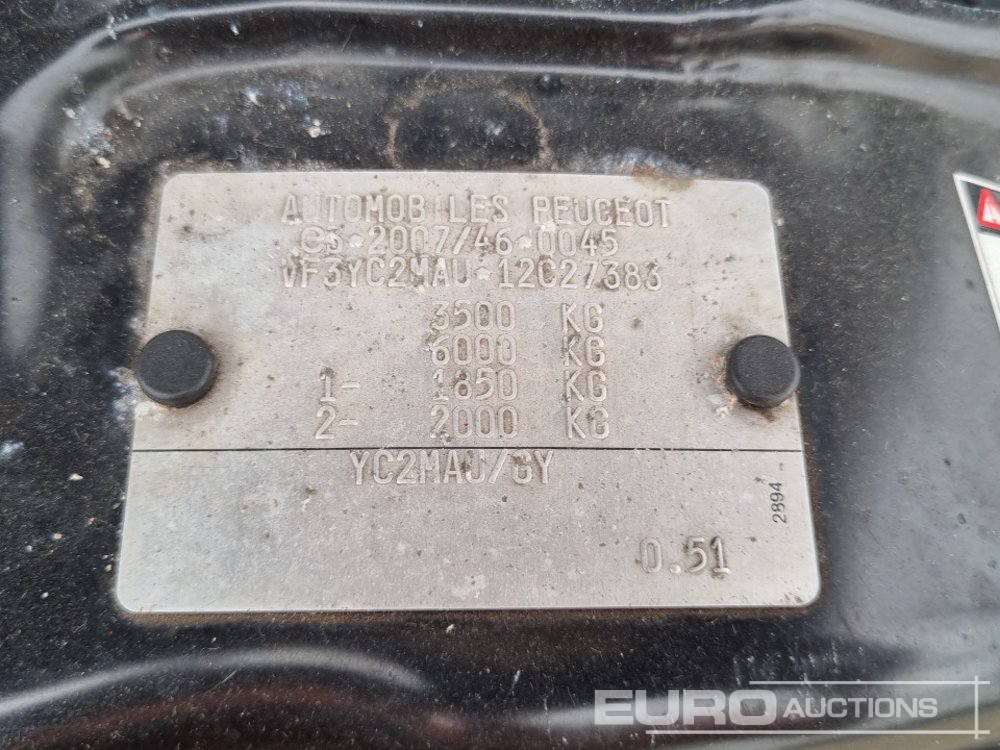 AUTOMOBILES PEUGEOT
e3*2007/46*0045
VF3YC2MAU*12C27383
3500 KG
6000 KG
1- 1850 KG
2- 2000 KG
YC2MAU/GY
2894
0.51
EURO AUCTIONS